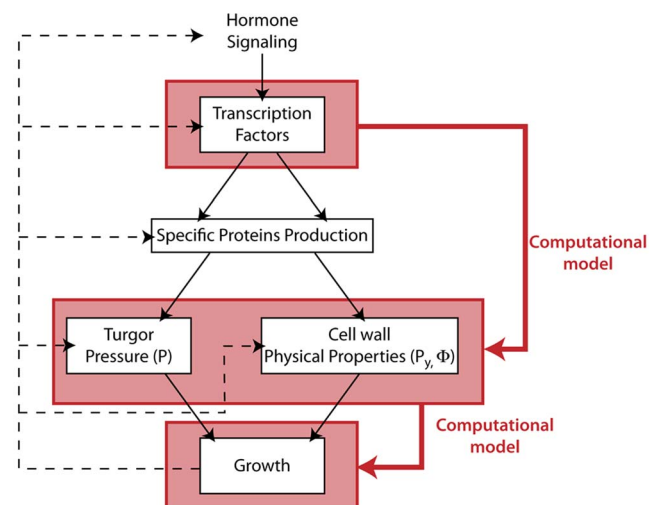 Hormone
Signaling
Transcription
Factors
Specific Proteins Production
Computational
model
Turgor
Pressure (P)
Cell wall
Physical Properties (Py, Φ)
Computational
model
Growth